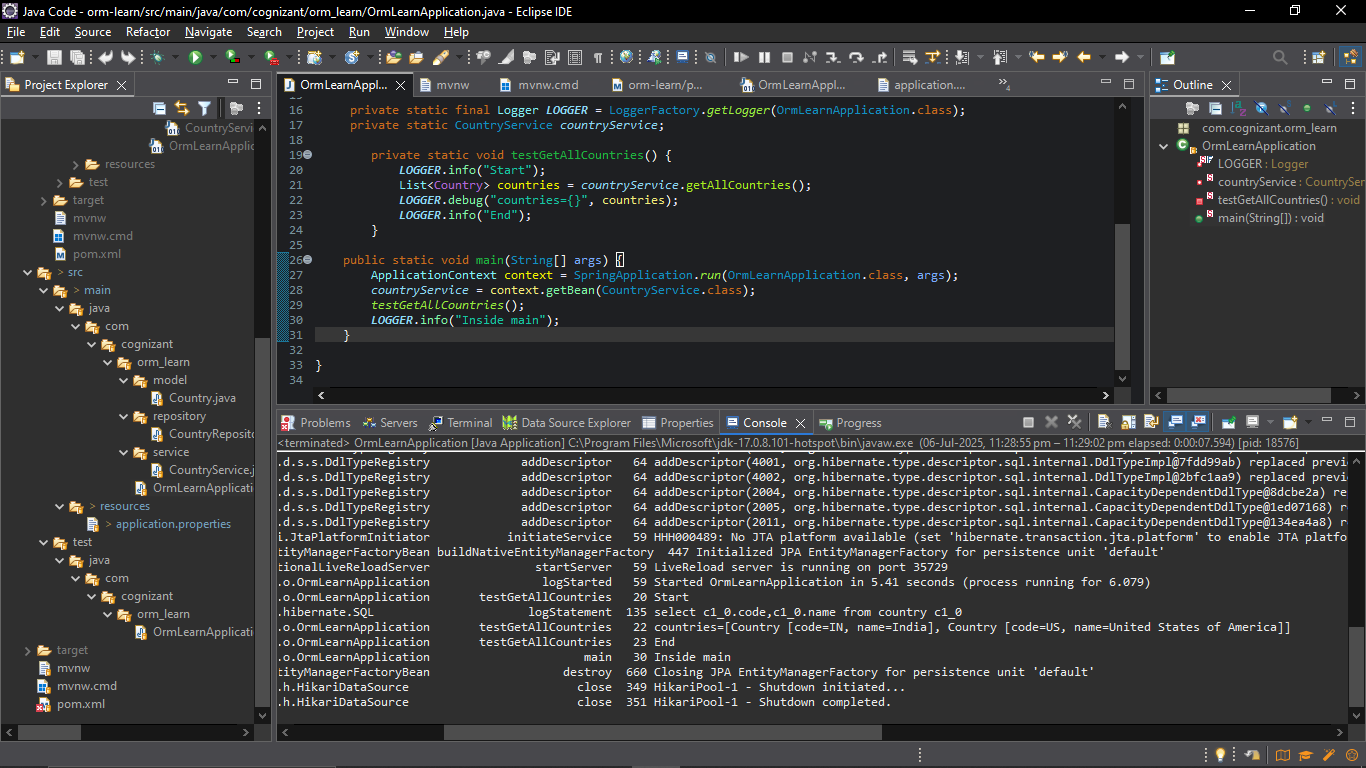 Java Code - orm-learn/src/main/java/com/cognizant/orm_learn/OrmLearnApplication.java - Eclipse IDE
File Edit Source Refactor Navigate Search Project Run Window Help
Project Explorer
CountryServi
OrmLearnApplic
resources
test
target
mvnw
mvnw.cmd
pom.xml
> src
> main
java
com
cognizant
orm_learn
model
Country.java
repository
CountryReposito
service
CountryService.j
OrmLearnApplicati
> resources
> application.properties
test
java
> com
cognizant
> orm_learn
OrmLearnApplicati
> target
mvnw
mvnw.cmd
pom.xml
OrmLearnAppl... mvnw mvnw.cmd orm-learn/p... OrmLearnAppl... application.... 4
16 private static final Logger LOGGER = LoggerFactory.getLogger(OrmLearnApplication.class);
17 private static CountryService countryService;
18
19 private static void testGetAllCountries() {
20 LOGGER.info("Start");
21 List<Country> countries = countryService.getAllCountries();
22 LOGGER.debug("countries={}", countries);
23 LOGGER.info("End");
24 }
25
26 public static void main(String[] args) {
27 ApplicationContext context = SpringApplication.run(OrmLearnApplication.class, args);
28 countryService = context.getBean(CountryService.class);
29 testGetAllCountries();
30 LOGGER.info("Inside main");
31 }
32
33 }
34
Outline
com.cognizant.orm_learn
OrmLearnApplication
LOGGER : Logger
countryService : CountrySer
testGetAllCountries() : void
main(String[]) : void
Problems Servers Terminal Data Source Explorer Properties Console Progress
<terminated> OrmLearnApplication [Java Application] C:\Program Files\Microsoft\jdk-17.0.8.101-hotspot\bin\javaw.exe (06-Jul-2025, 11:28:55 pm – 11:29:02 pm elapsed: 0:00:07.594) [pid: 18576]
.d.s.s.DdlTypeRegistry addDescriptor 64 addDescriptor(4001, org.hibernate.type.descriptor.sql.internal.DdlTypeImpl@7fdd99ab) replaced previ
.d.s.s.DdlTypeRegistry addDescriptor 64 addDescriptor(4002, org.hibernate.type.descriptor.sql.internal.DdlTypeImpl@2bfc1aa9) replaced previ
.d.s.s.DdlTypeRegistry addDescriptor 64 addDescriptor(2004, org.hibernate.type.descriptor.sql.internal.CapacityDependentDdlType@8dcbe2a) re
.d.s.s.DdlTypeRegistry addDescriptor 64 addDescriptor(2005, org.hibernate.type.descriptor.sql.internal.CapacityDependentDdlType@1ed07168) r
.d.s.s.DdlTypeRegistry addDescriptor 64 addDescriptor(2011, org.hibernate.type.descriptor.sql.internal.CapacityDependentDdlType@134ea4a8) r
i.JtaPlatformInitiator initiateService 59 HHH000489: No JTA platform available (set 'hibernate.transaction.jta.platform' to enable JTA platfo
tityManagerFactoryBean buildNativeEntityManagerFactory 447 Initialized JPA EntityManagerFactory for persistence unit 'default'
tionalLiveReloadServer startServer 59 LiveReload server is running on port 35729
.o.OrmLearnApplication logStarted 59 Started OrmLearnApplication in 5.41 seconds (process running for 6.079)
.o.OrmLearnApplication testGetAllCountries 20 Start
.hibernate.SQL logStatement 135 select c1_0.code,c1_0.name from country c1_0
.o.OrmLearnApplication testGetAllCountries 22 countries=[Country [code=IN, name=India], Country [code=US, name=United States of America]]
.o.OrmLearnApplication testGetAllCountries 23 End
.o.OrmLearnApplication main 30 Inside main
tityManagerFactoryBean destroy 660 Closing JPA EntityManagerFactory for persistence unit 'default'
.h.HikariDataSource close 349 HikariPool-1 - Shutdown initiated...
.h.HikariDataSource close 351 HikariPool-1 - Shutdown completed.